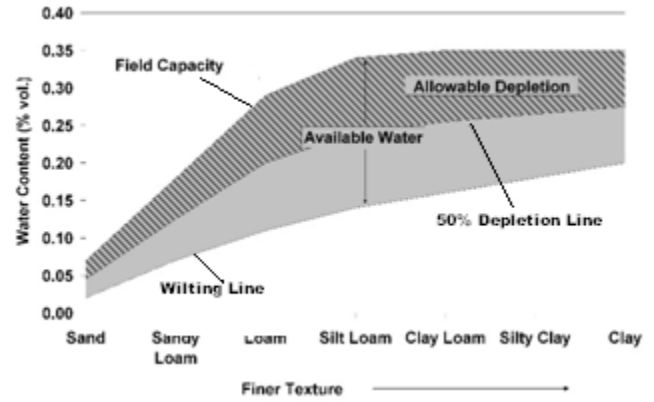 0.40
0.35
0.30
0.25
0.20
0.15
0.10
0.05
0.00
Water Content (% vol.)
Field Capacity
Allowable Depletion
Available Water
50% Depletion Line
Wilting Line
Sand
Sandy
Loam
Loam
Silt Loam
Clay Loam
Silty Clay
Clay
Finer Texture